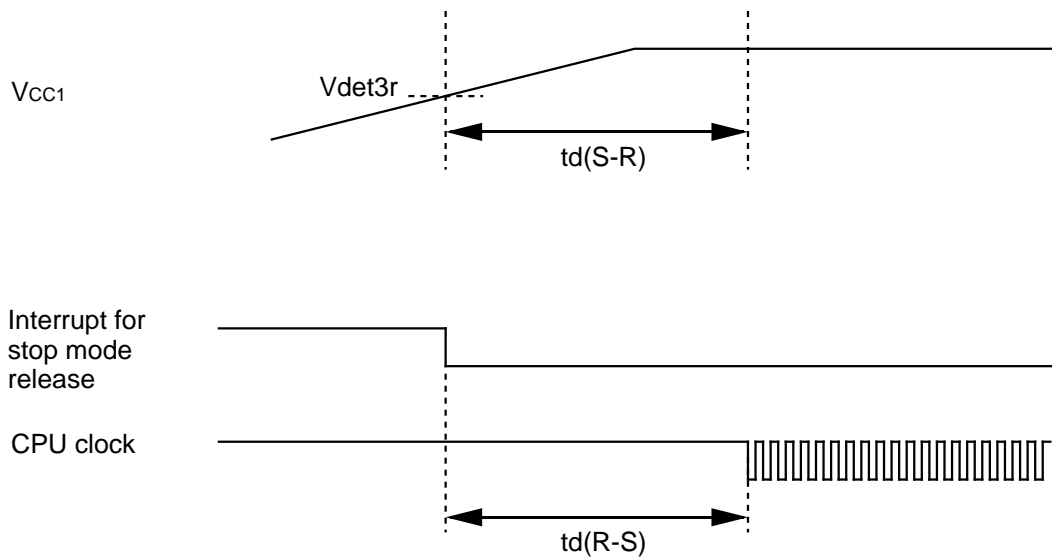 Vdet3r
VCC1
td(S-R)
Interrupt for
stop mode
release
CPU clock
td(R-S)